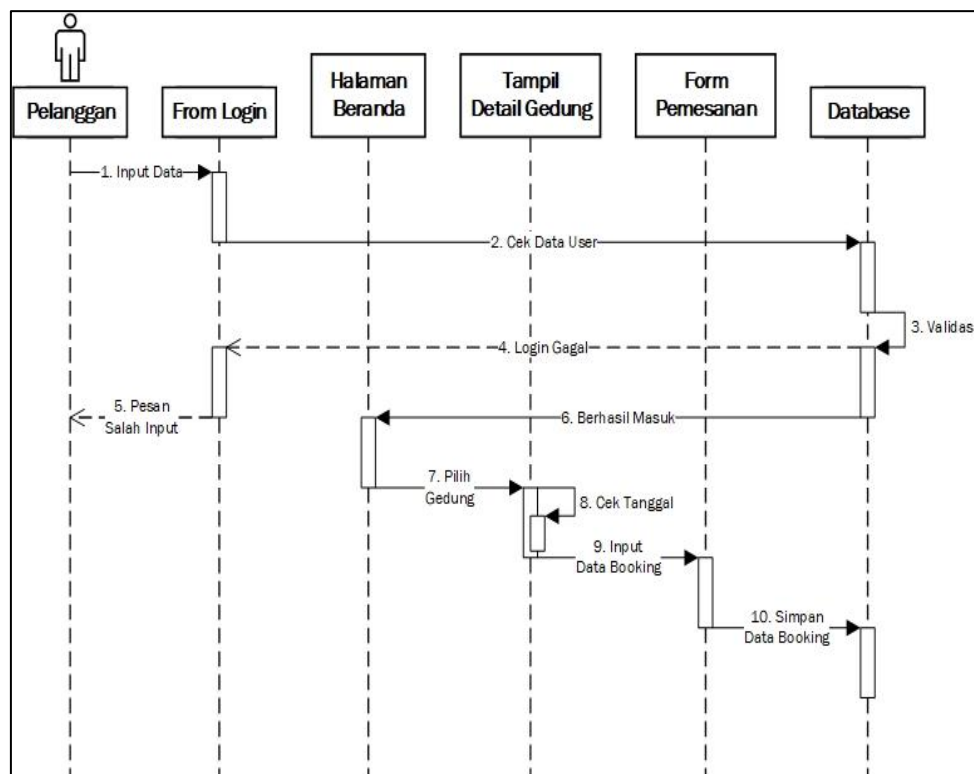 Pelanggan
From Login
Halaman
Beranda
Tampil
Detail Gedung
Form
Pemesanan
Database
1. Input Data
2. Cek Data User
3. Validasi
4. Login Gagal
5. Pesan
Salah Input
6. Berhasil Masuk
7. Pilih
Gedung
8. Cek Tanggal
9. Input
Data Booking
10. Simpan
Data Booking